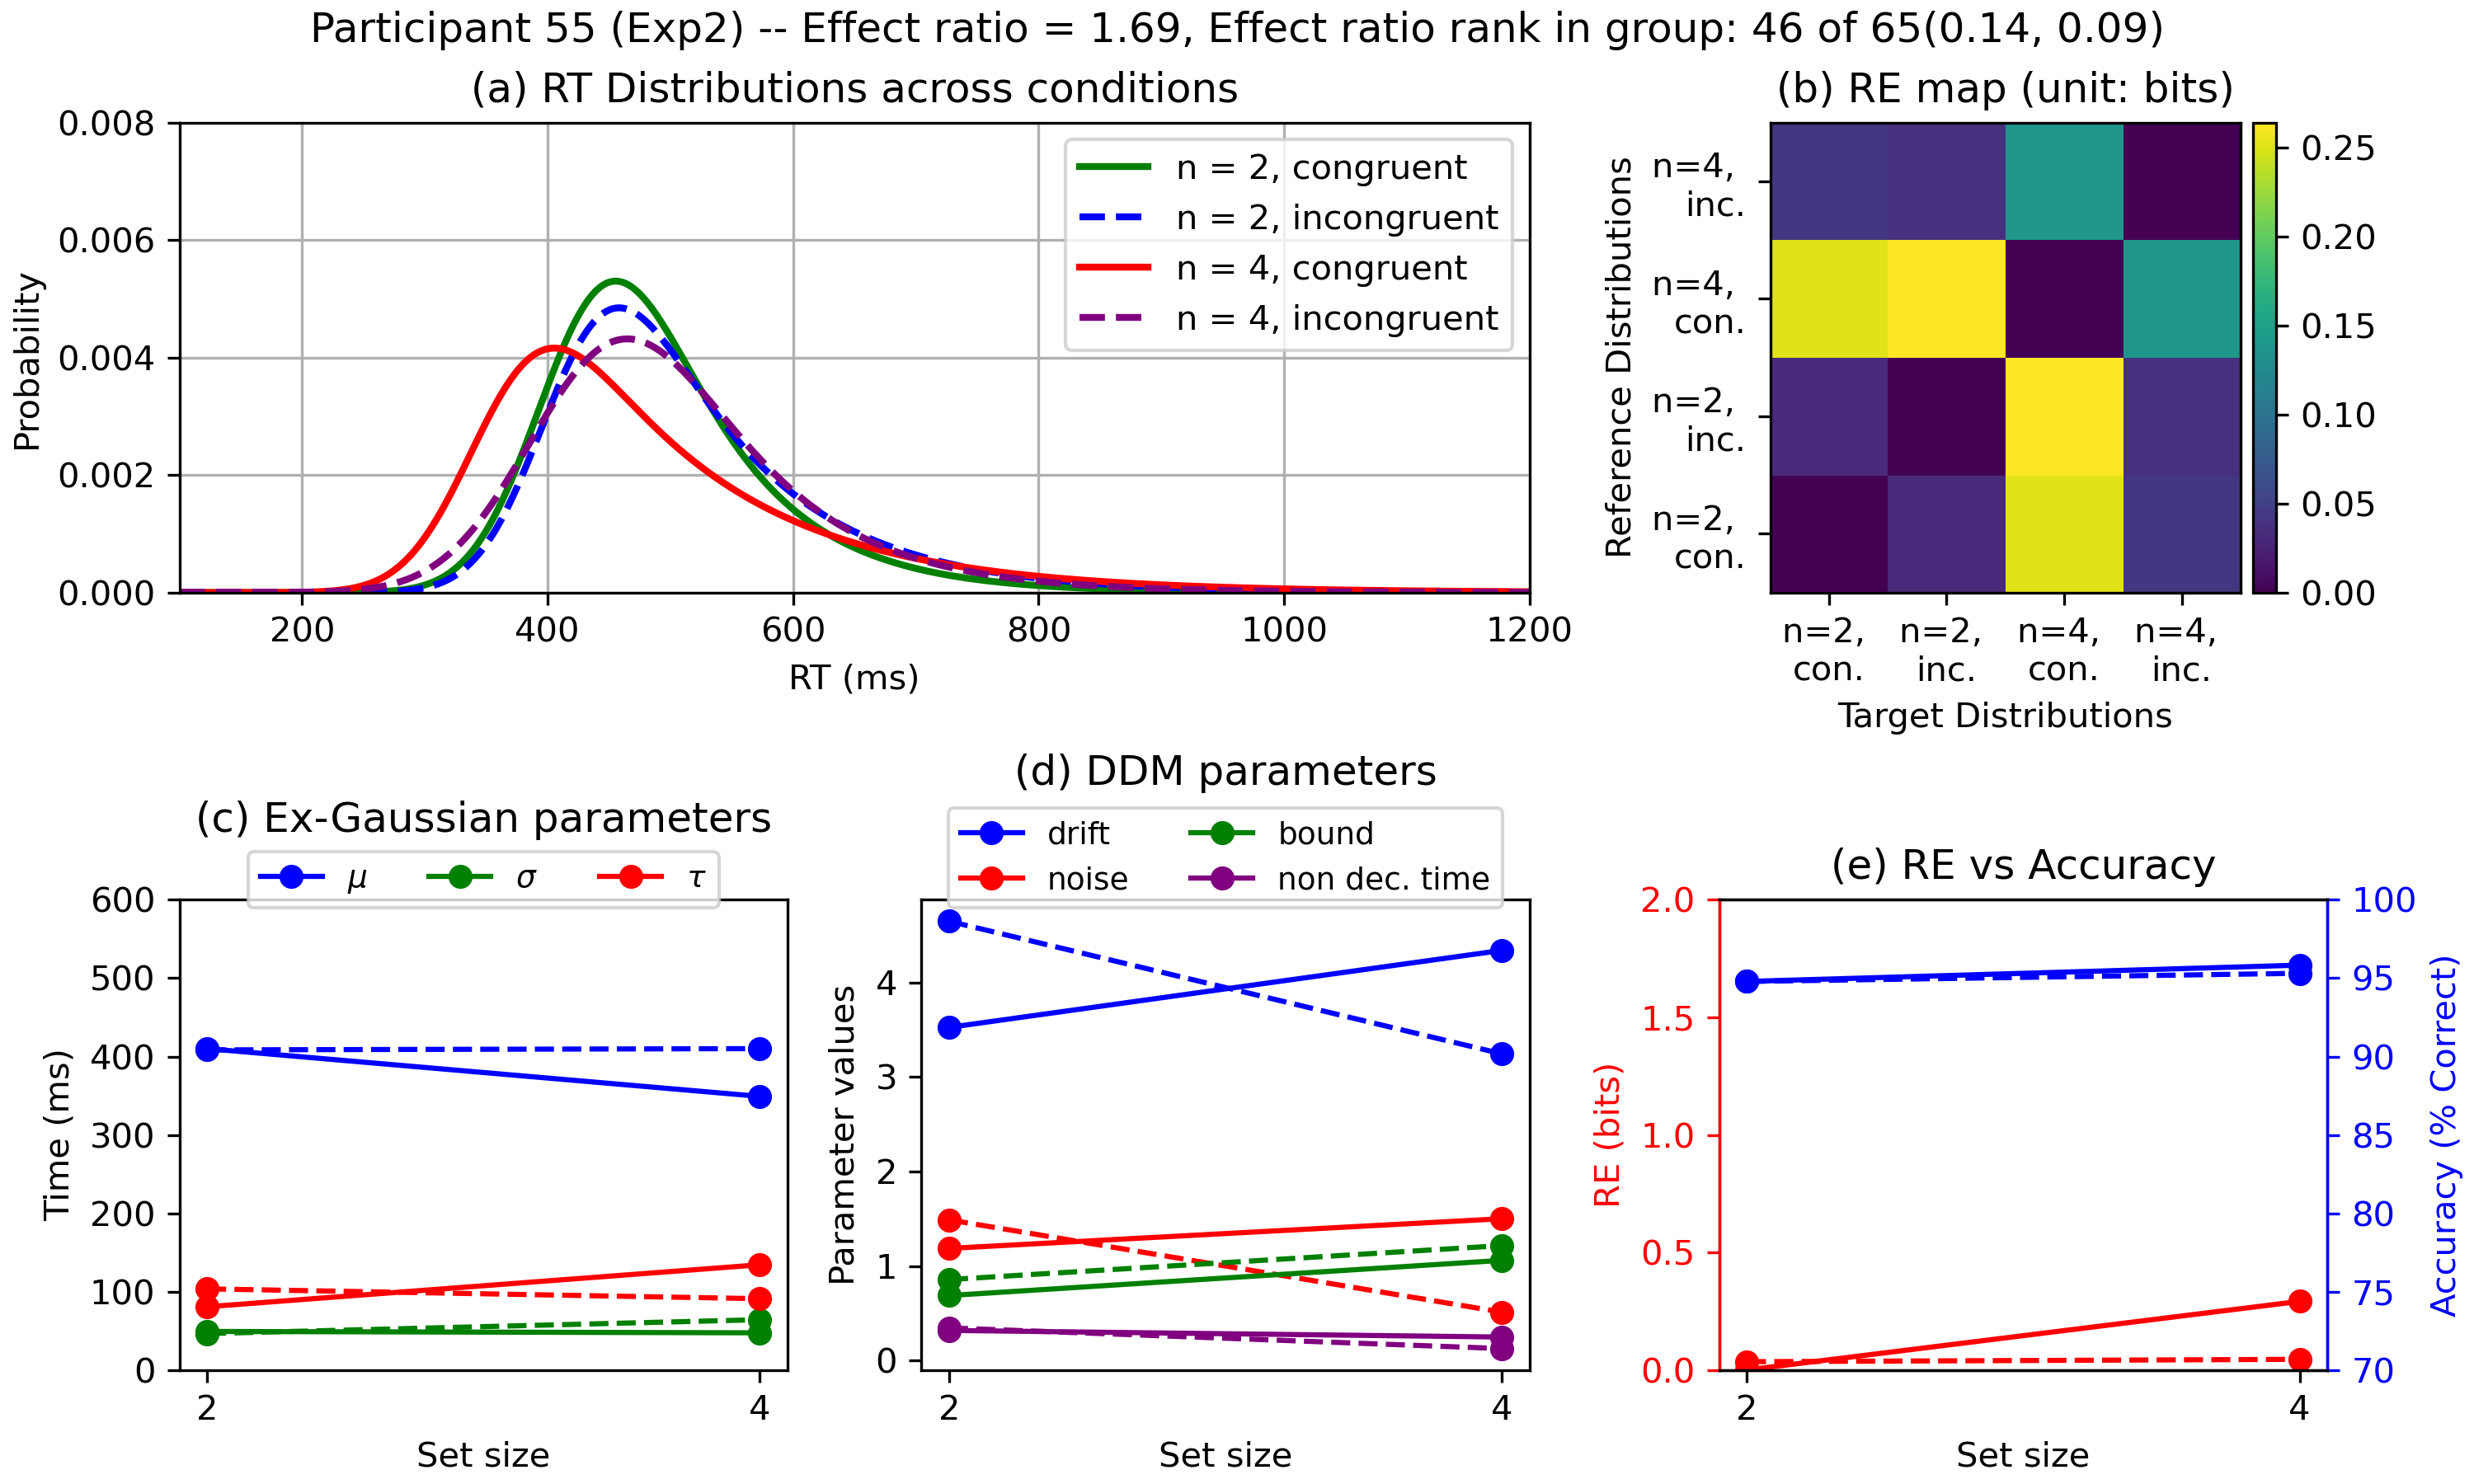 Participant 55 (Exp2) -- Effect ratio = 1.69, Effect ratio rank in group: 46 of 65(0.14, 0.09)
(a) RT Distributions across conditions
0.008
0.006
0.004
0.002
0.000
Probability
200 400 600 800 1000 1200
RT (ms)
n = 2, congruent
n = 2, incongruent
n = 4, congruent
n = 4, incongruent
(b) RE map (unit: bits)
Reference Distributions
n=4,
inc.
n=4,
con.
n=2,
inc.
n=2,
con.
n=2, n=2, n=4, n=4,
con. inc. con. inc.
Target Distributions
0.25
0.20
0.15
0.10
0.05
0.00
(c) Ex-Gaussian parameters
μ σ τ
600
500
400
300
200
100
0
Time (ms)
2 4
Set size
(d) DDM parameters
drift bound
noise non dec. time
4
3
2
1
0
Parameter values
2 4
Set size
(e) RE vs Accuracy
2.0
1.5
1.0
0.5
0.0
RE (bits)
100
95
90
85
80
75
70
Accuracy (% Correct)
2 4
Set size